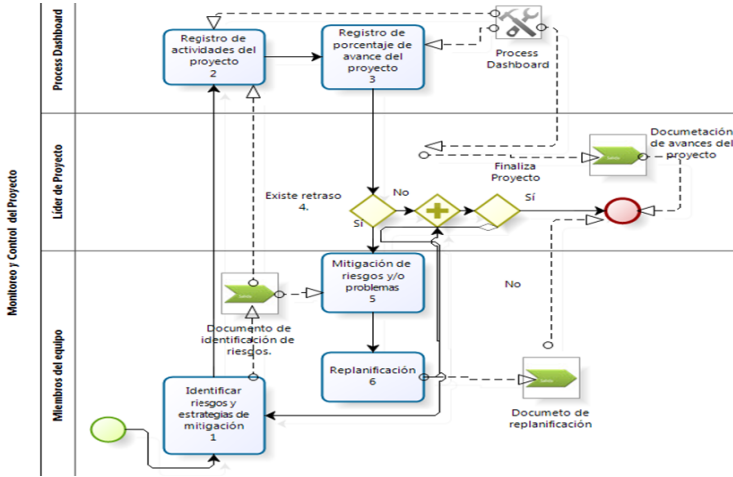 Monitoreo y Control del Proyecto
Process Dashboard
Registro de
actividades del
proyecto
2
Registro de
porcentaje de
avance del
proyecto
3
Process
Dashboard
Líder de Proyecto
Existe retraso
4.
No
Si
Finaliza
Proyecto
Sí
Documetación
de avances del
proyecto
No
Miembros del equipo
Mitigación de
riesgos y/o
problemas
5
Documento de
identificación de
riesgos.
Replanificación
6
Documeto de
replanificación
Identificar
riesgos y
estrategias de
mitigación
1